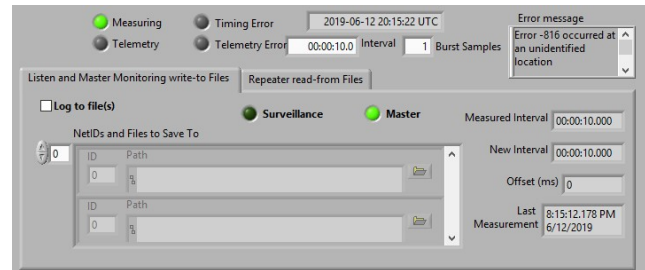 Measuring
Timing Error
2019-06-12 20:15:22 UTC
Error message
Telemetry
Telemetry Error
00:00:10.0
Interval
1
Burst Samples
Error -816 occurred at
an unidentified
location
Listen and Master Monitoring write-to Files
Repeater read-from Files
Log to file(s)
Surveillance
Master
Measured Interval
00:00:10.000
NetIDs and Files to Save To
0
ID
Path
0
New Interval
00:00:10.000
Offset (ms)
0
ID
Path
0
Last
Measurement
8:15:12.178 PM
6/12/2019